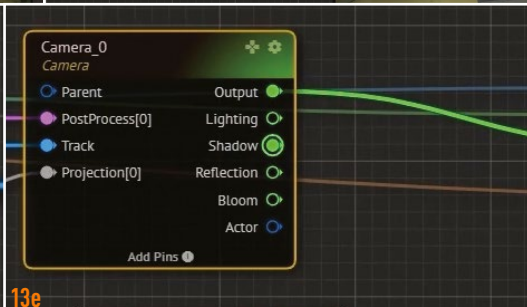 Camera_0
Camera
Parent Output
PostProcess[0] Lighting
Track Shadow
Projection[0] Reflection
Bloom
Actor
Add Pins
13e